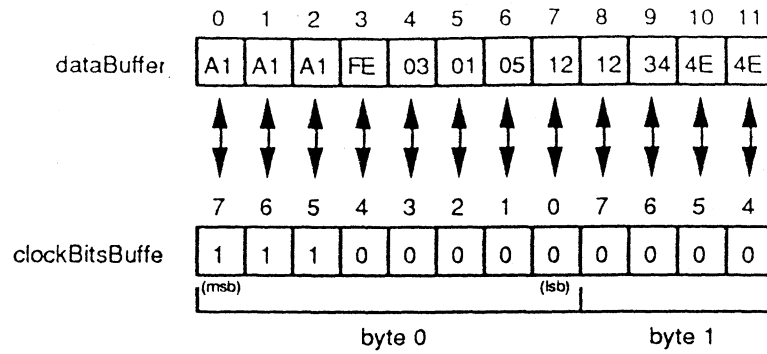 0 1 2 3 4 5 6 7 8 9 10 11
dataBuffer A1 A1 A1 FE 03 01 05 12 12 34 4E 4E
7 6 5 4 3 2 1 0 7 6 5 4
clockBitsBuffe 1 1 1 0 0 0 0 0 0 0 0 0
(msb) (lsb)
byte 0 byte 1